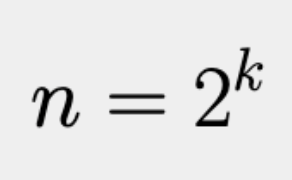 n = 2^k